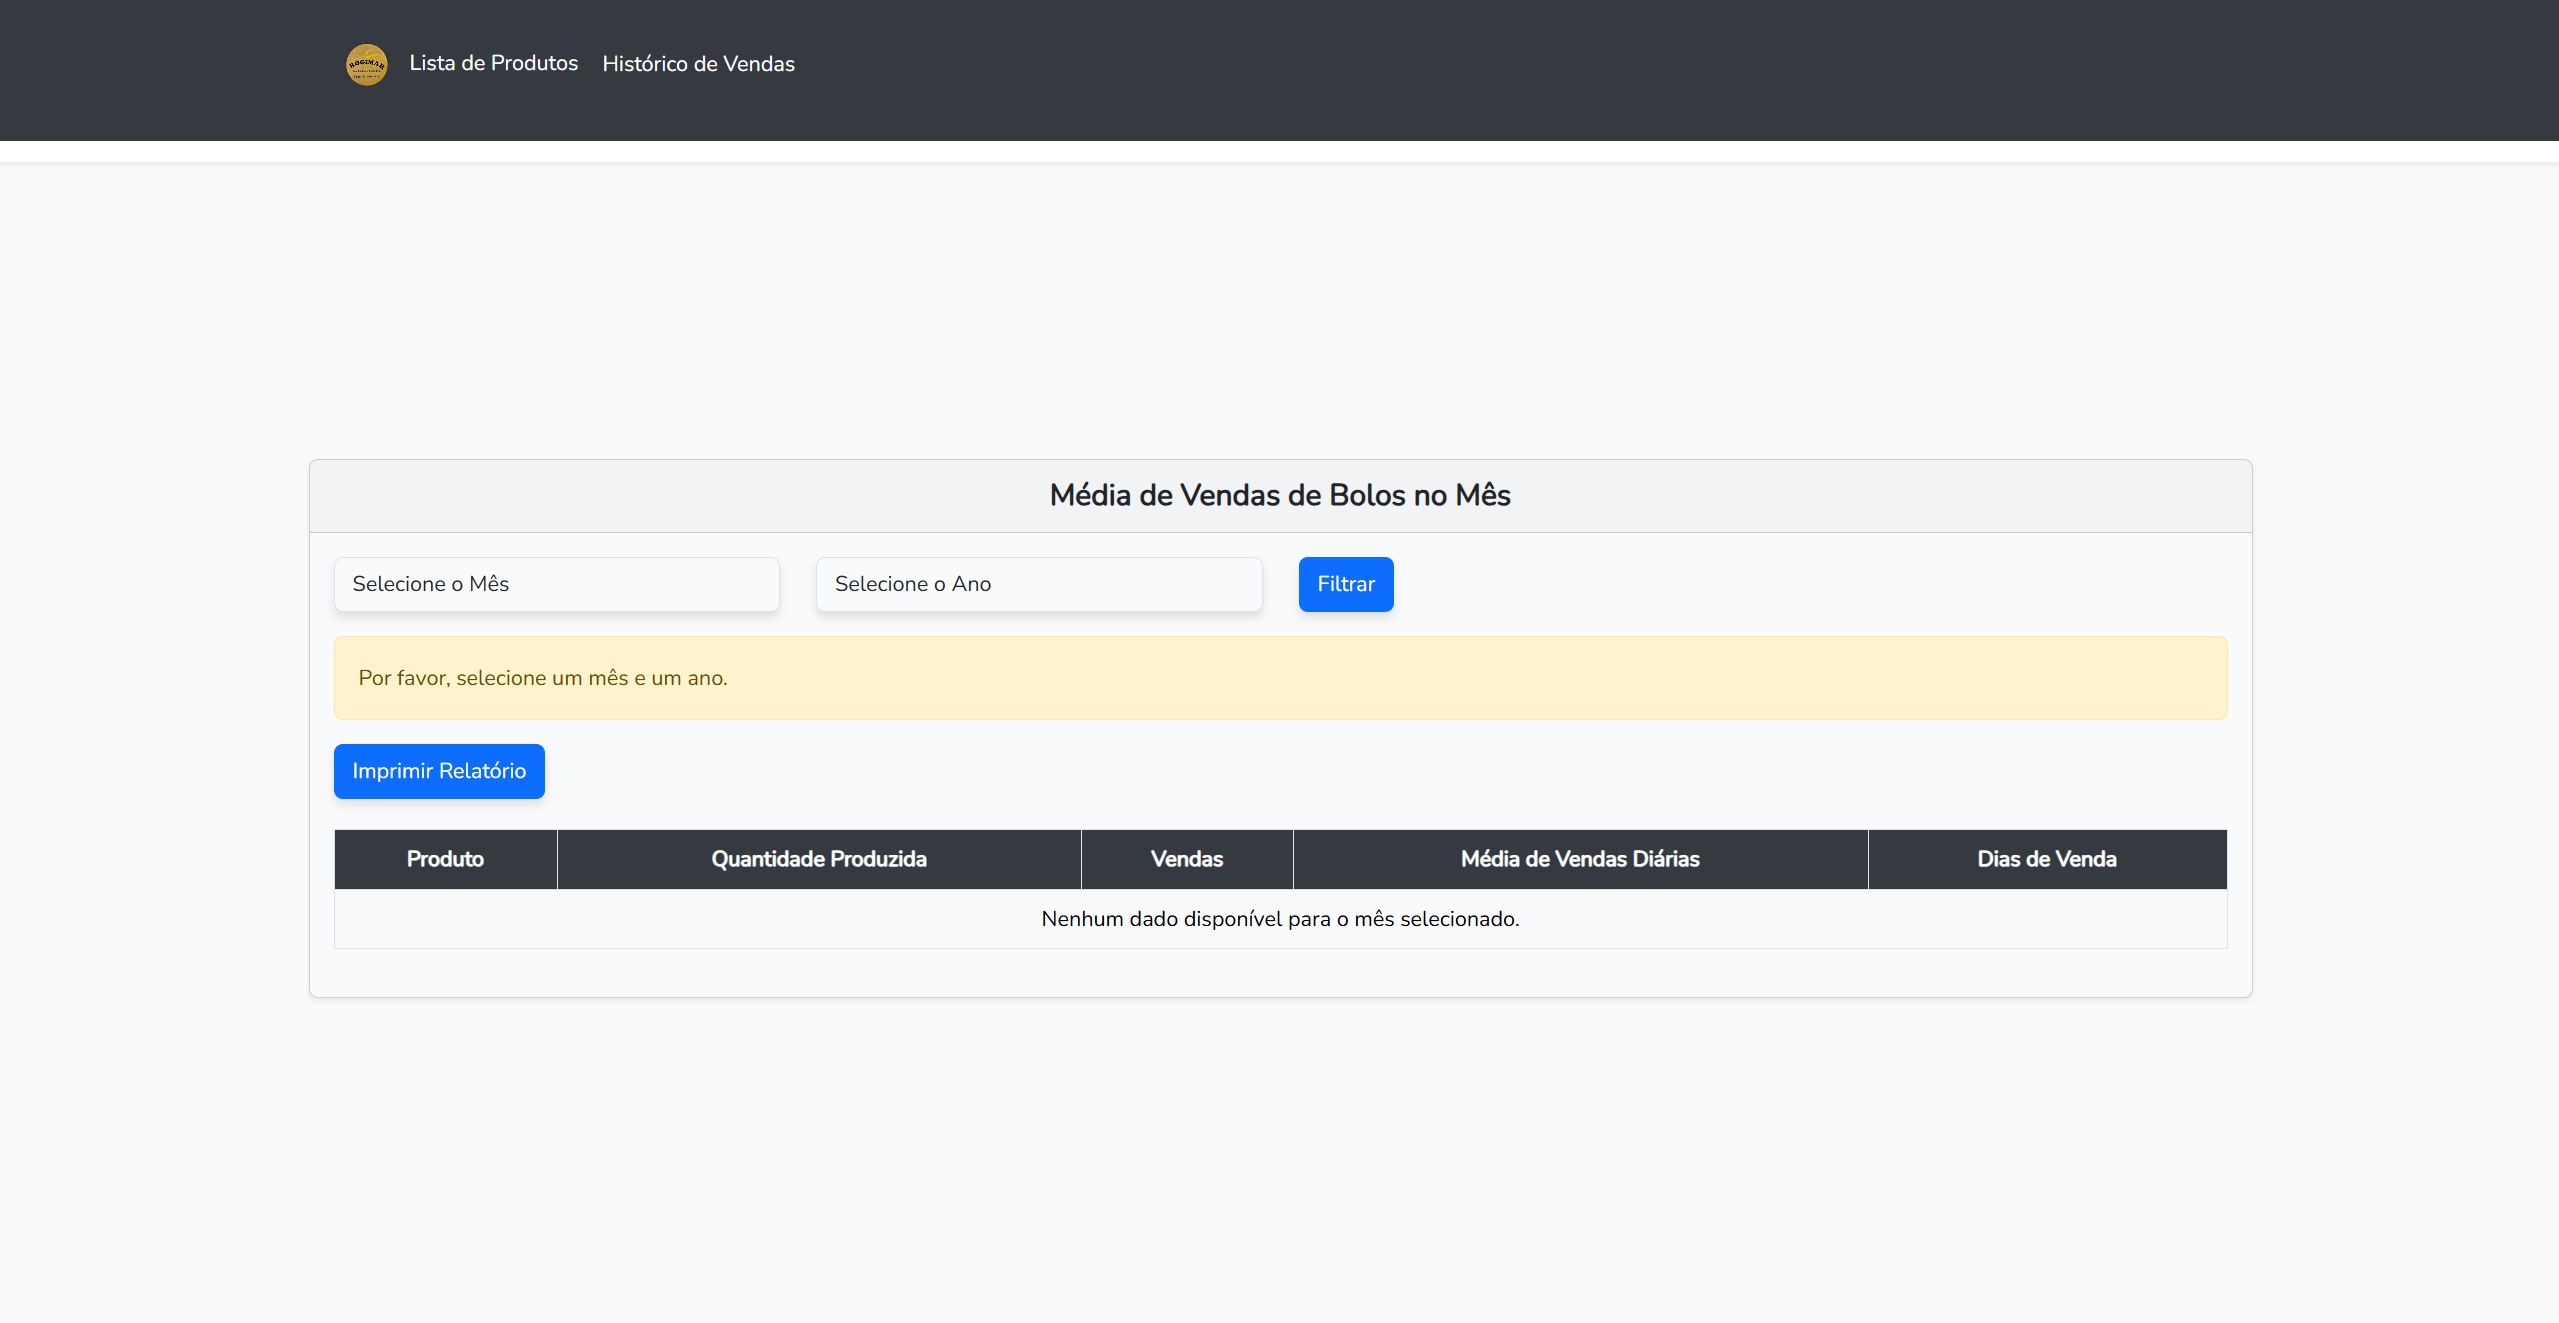 ROGIMAR
Lista de Produtos
Histórico de Vendas
Média de Vendas de Bolos no Mês
Selecione o Mês
Selecione o Ano
Filtrar
Por favor, selecione um mês e um ano.
Imprimir Relatório
Produto
Quantidade Produzida
Vendas
Média de Vendas Diárias
Dias de Venda
Nenhum dado disponível para o mês selecionado.